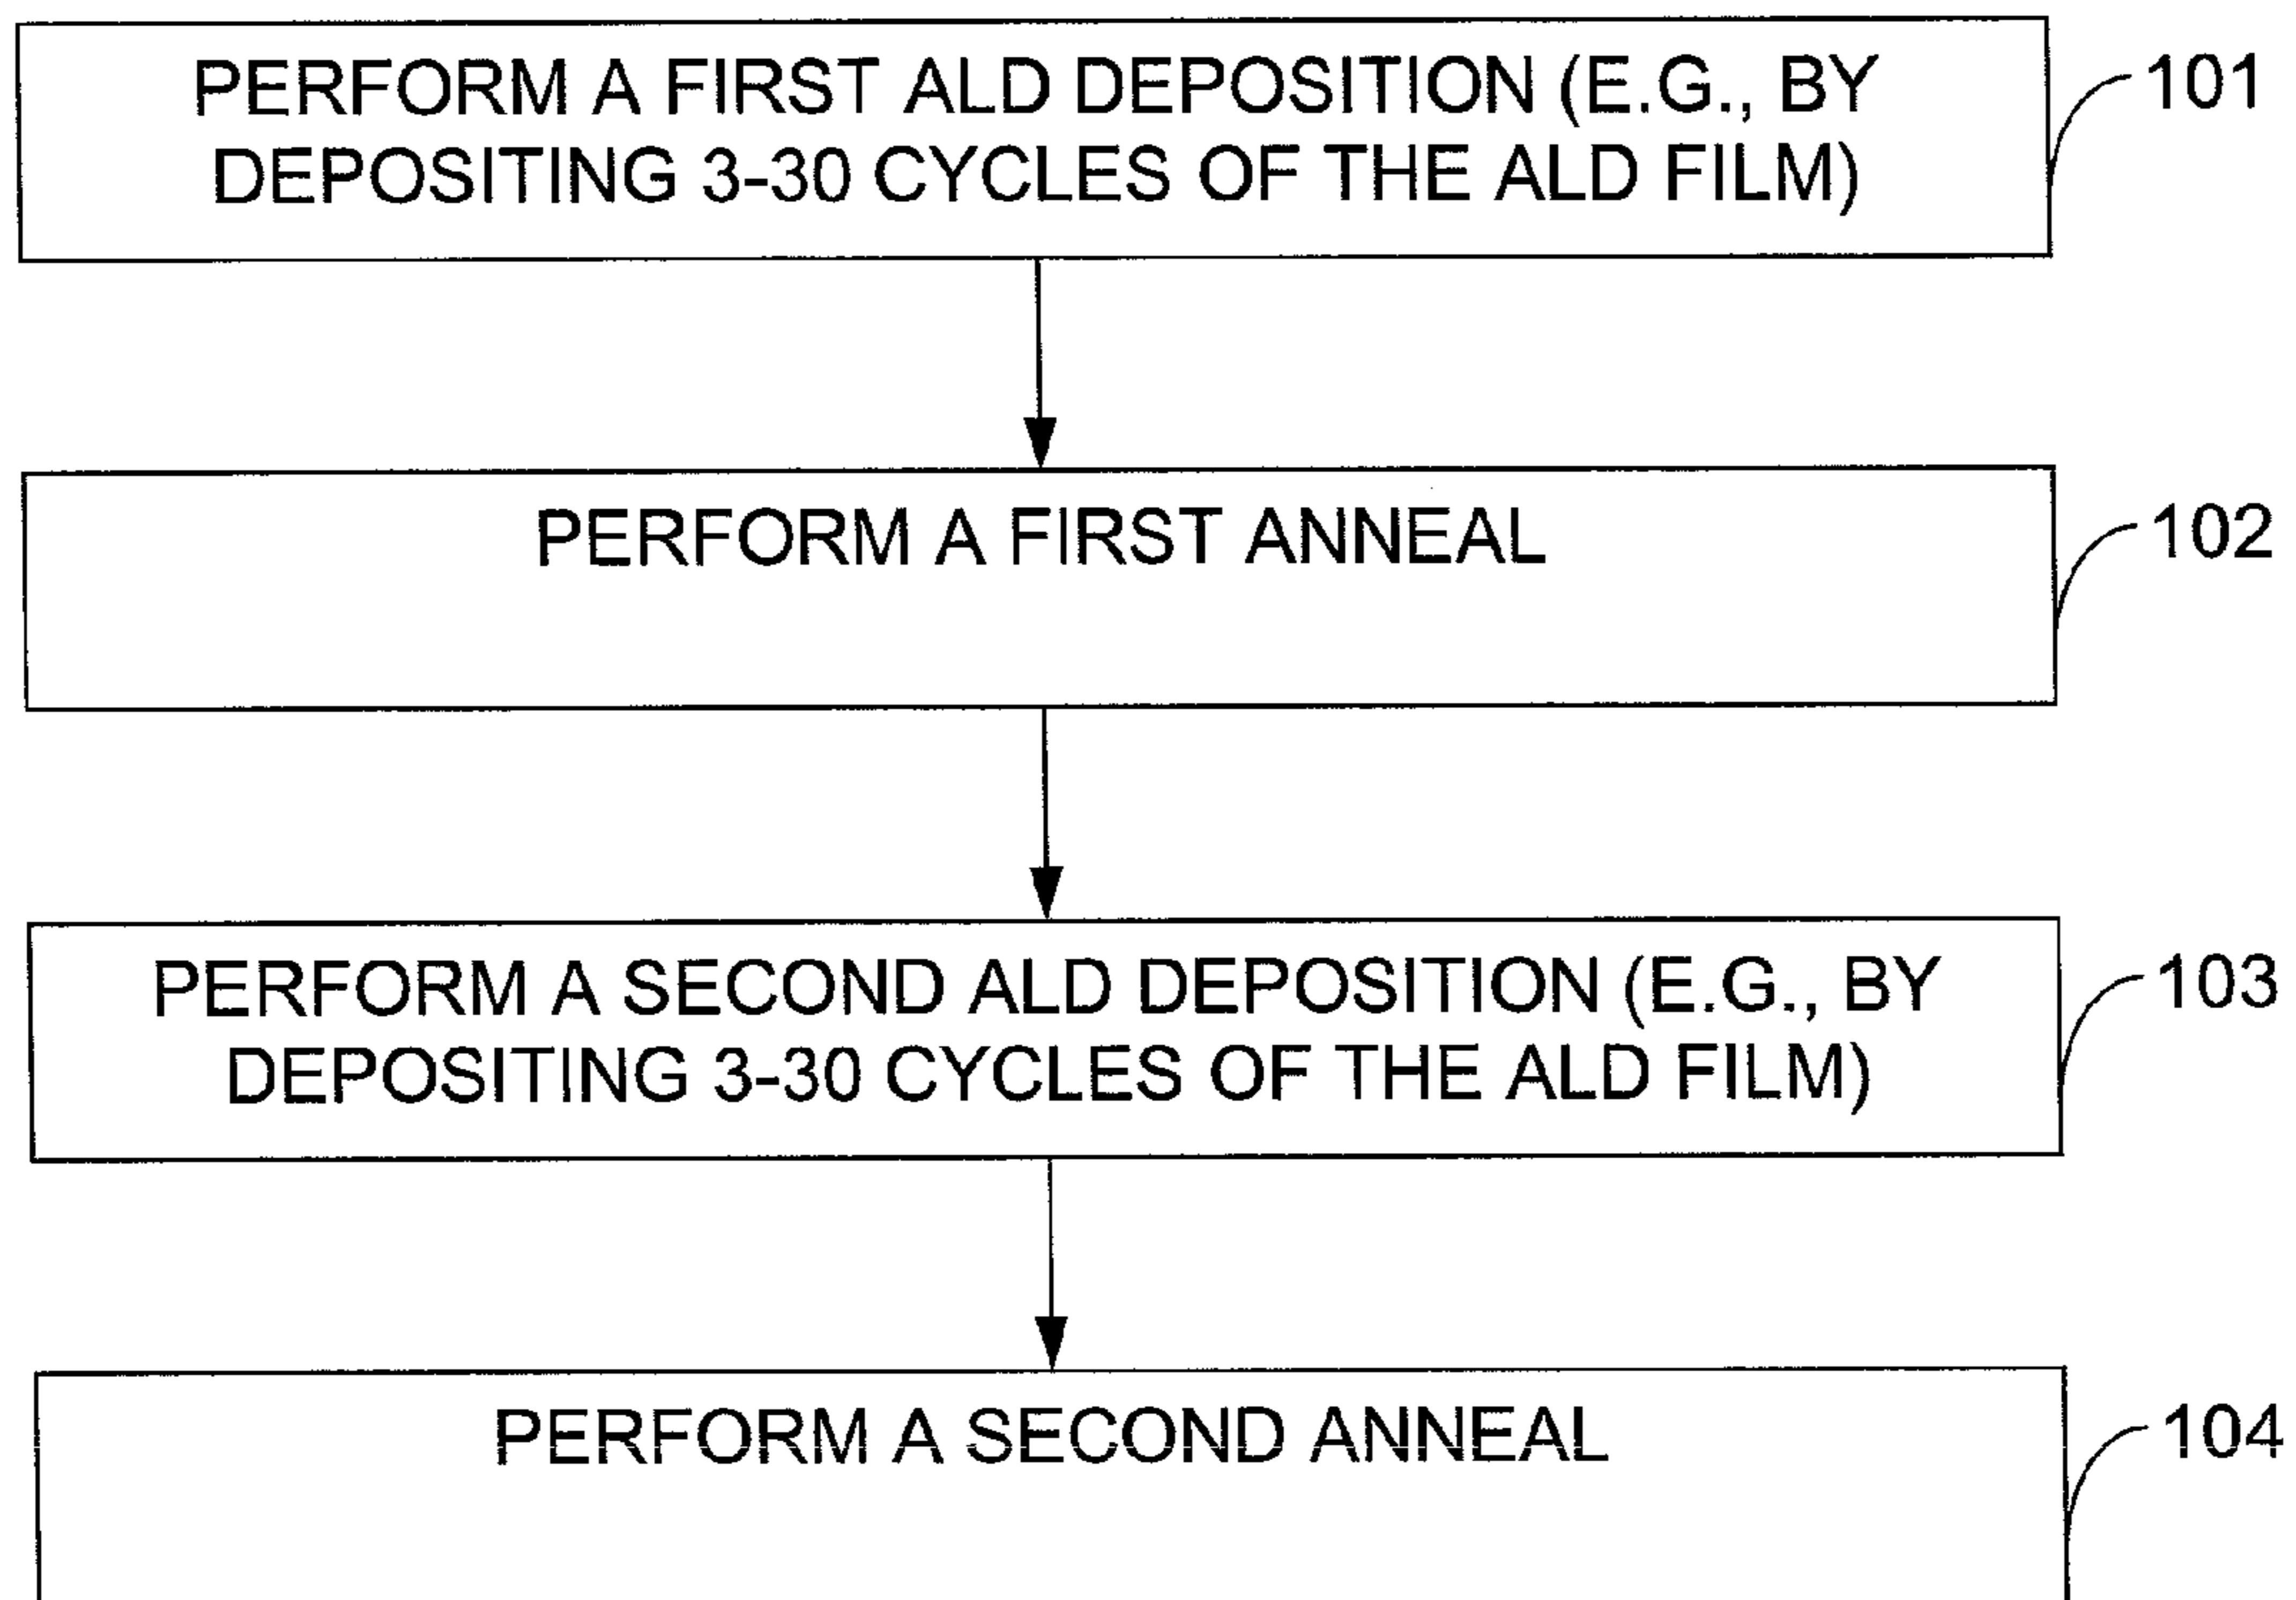 PERFORM A FIRST ALD DEPOSITION (E.G., BY
DEPOSITING 3-30 CYCLES OF THE ALD FILM)
101
PERFORM A FIRST ANNEAL
102
PERFORM A SECOND ALD DEPOSITION (E.G., BY
DEPOSITING 3-30 CYCLES OF THE ALD FILM)
103
PERFORM A SECOND ANNEAL
104